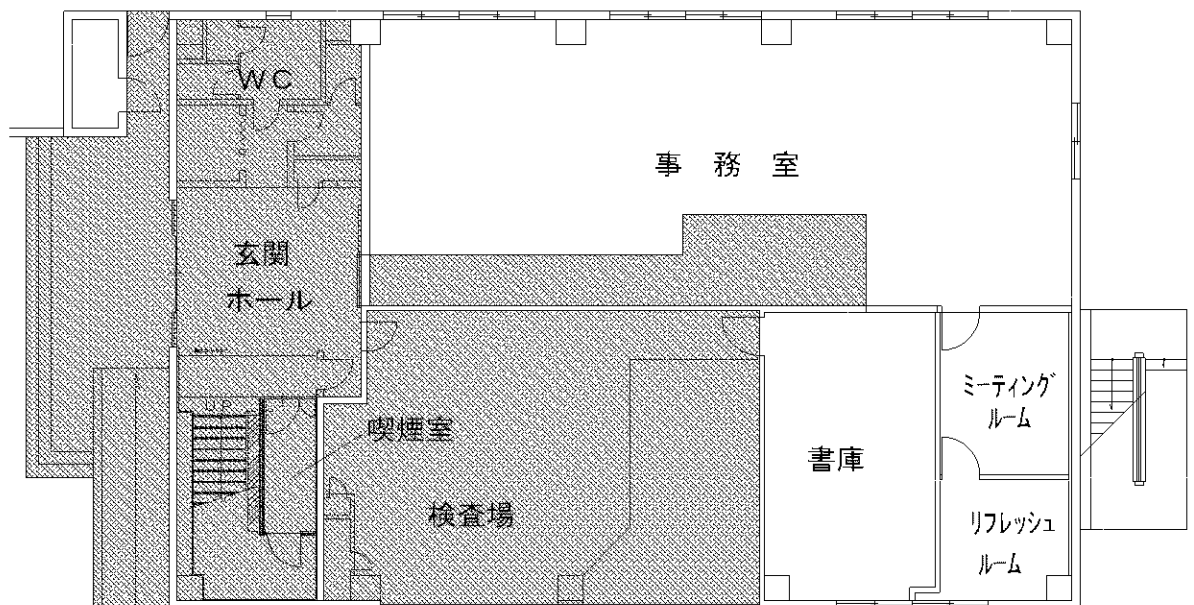 WC
事 務 室
玄関
ホール
ミーティング
ルーム
UP
喫煙室
書庫
検査場
リフレッシュ
ルーム